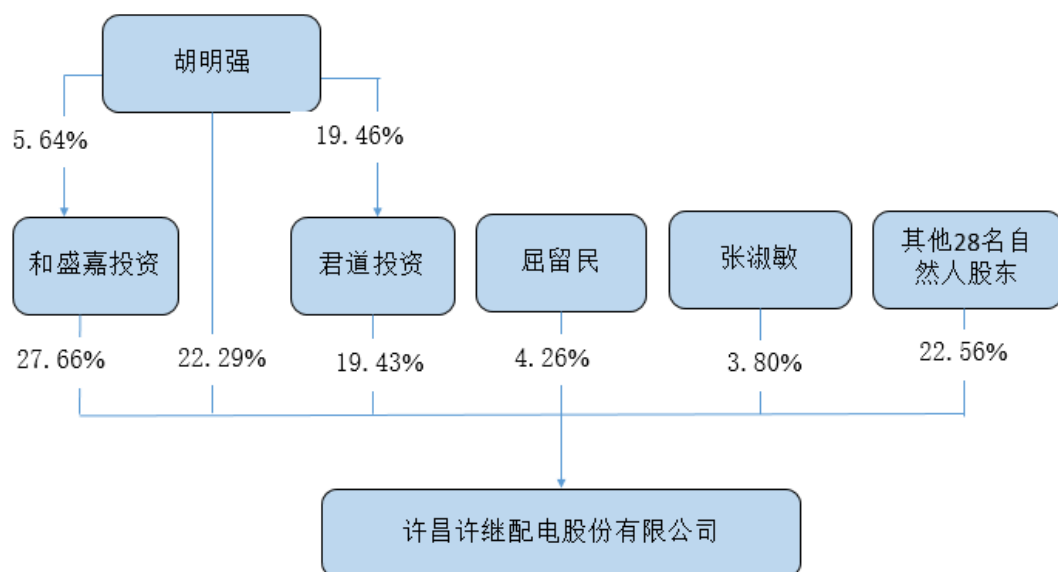 胡明强
5.64%
19.46%
和盛嘉投资
君道投资
屈留民
张淑敏
其他28名自
然人股东
27.66%
22.29%
19.43%
4.26%
3.80%
22.56%
许昌许继配电股份有限公司